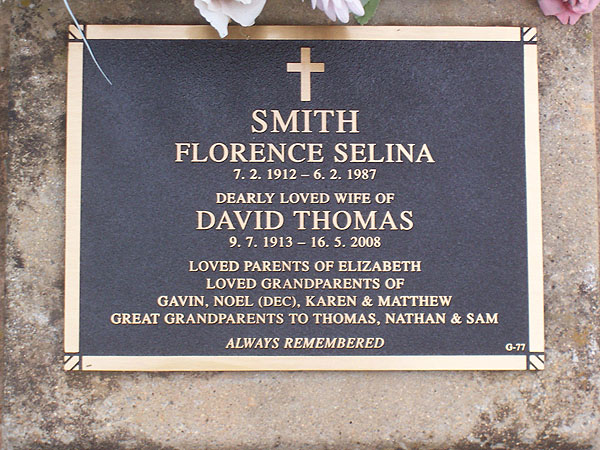 SMITH
FLORENCE SELINA
7. 2. 1912 – 6. 2. 1987
DEARLY LOVED WIFE OF
DAVID THOMAS
9. 7. 1913 – 16. 5. 2008
LOVED PARENTS OF ELIZABETH
LOVED GRANDPARENTS OF
GAVIN, NOEL (DEC), KAREN & MATTHEW
GREAT GRANDPARENTS TO THOMAS, NATHAN & SAM
ALWAYS REMEMBERED
G-77